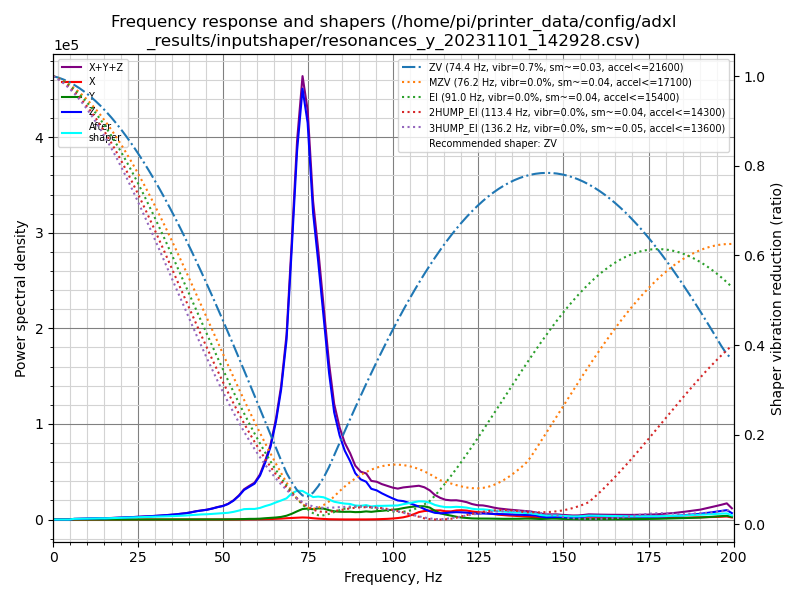 Frequency response and shapers (/home/pi/printer_data/config/adxl
_results/inputshaper/resonances_y_20231101_142928.csv)
1e5
X+Y+Z
X
Y
After
shaper
ZV (74.4 Hz, vibr=0.7%, sm~=0.03, accel<=21600)
MZV (76.2 Hz, vibr=0.0%, sm~=0.04, accel<=17100)
EI (91.0 Hz, vibr=0.0%, sm~=0.04, accel<=15400)
2HUMP_EI (113.4 Hz, vibr=0.0%, sm~=0.04, accel<=14300)
3HUMP_EI (136.2 Hz, vibr=0.0%, sm~=0.05, accel<=13600)
Recommended shaper: ZV
4
3
2
1
0
Power spectral density
1.0
0.8
0.6
0.4
0.2
0.0
Shaper vibration reduction (ratio)
0 25 50 75 100 125 150 175 200
Frequency, Hz